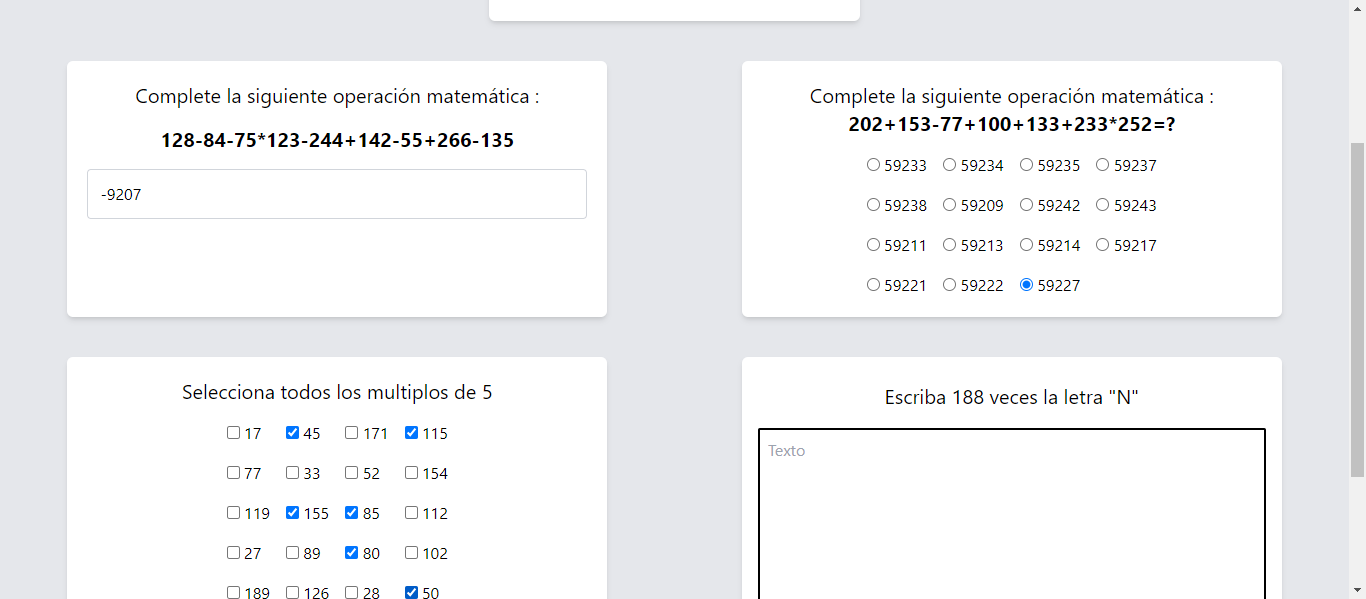 Complete la siguiente operación matemática :
128-84-75*123-244+142-55+266-135
-9207
Complete la siguiente operación matemática :
202+153-77+100+133+233*252=?
59233 59234 59235 59237
59238 59209 59242 59243
59211 59213 59214 59217
59221 59222 59227
Selecciona todos los multiplos de 5
17 45 171 115
77 33 52 154
119 155 85 112
27 89 80 102
189 126 28 50
Escriba 188 veces la letra "N"
Texto